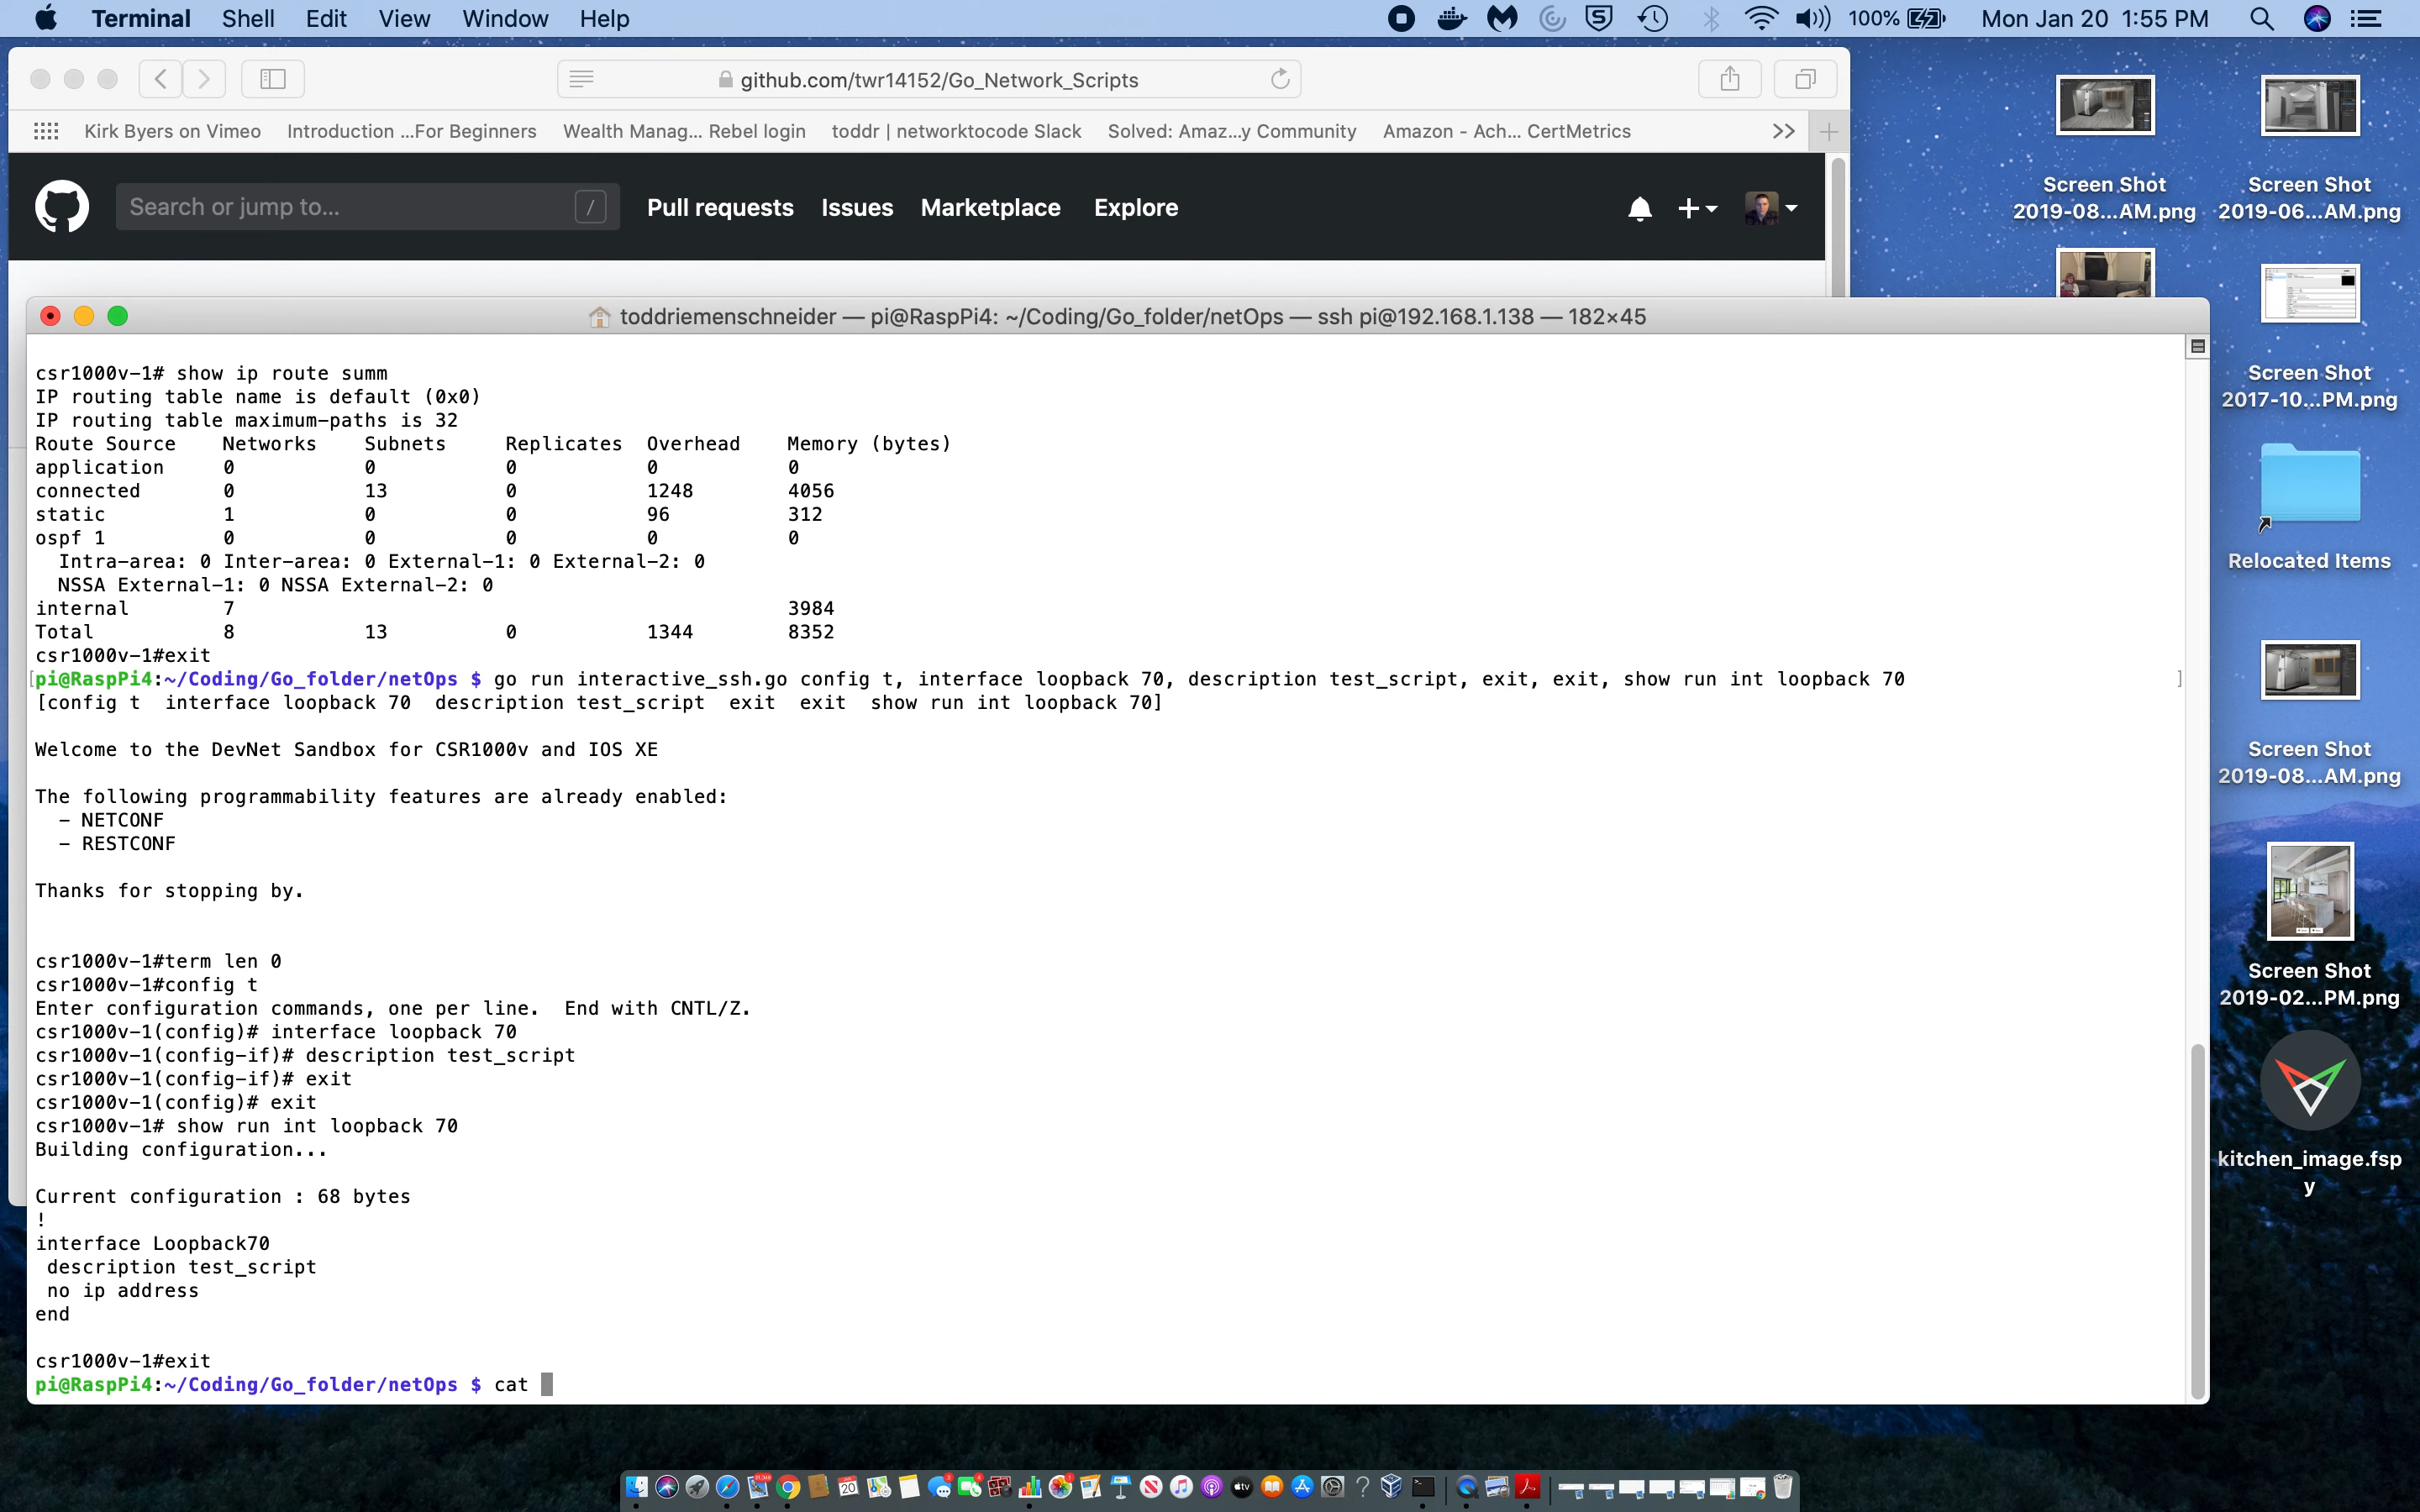 Terminal Shell Edit View Window Help 100% Mon Jan 20 1:55 PM
github.com/twr14152/Go_Network_Scripts
Kirk Byers on Vimeo Introduction ...For Beginners Wealth Manag... Rebel login toddr | networktocode Slack Solved: Amaz...y Community Amazon - Ach... CertMetrics >>
Search or jump to... / Pull requests Issues Marketplace Explore
toddriemenschneider — pi@RaspPi4: ~/Coding/Go_folder/netOps — ssh pi@192.168.1.138 — 182×45
csr1000v-1# show ip route summ
IP routing table name is default (0x0)
IP routing table maximum-paths is 32
Route Source Networks Subnets Replicates Overhead Memory (bytes)
application 0 0 0 0 0
connected 0 13 0 1248 4056
static 1 0 0 96 312
ospf 1 0 0 0 0 0
Intra-area: 0 Inter-area: 0 External-1: 0 External-2: 0
NSSA External-1: 0 NSSA External-2: 0
internal 7 3984
Total 8 13 0 1344 8352
csr1000v-1#exit
[pi@RaspPi4:~/Coding/Go_folder/netOps $ go run interactive_ssh.go config t, interface loopback 70, description test_script, exit, exit, show run int loopback 70 ]
[config t  interface loopback 70  description test_script  exit  exit  show run int loopback 70]
Welcome to the DevNet Sandbox for CSR1000v and IOS XE
The following programmability features are already enabled:
– NETCONF
– RESTCONF
Thanks for stopping by.
csr1000v-1#term len 0
csr1000v-1#config t
Enter configuration commands, one per line.  End with CNTL/Z.
csr1000v-1(config)# interface loopback 70
csr1000v-1(config-if)# description test_script
csr1000v-1(config-if)# exit
csr1000v-1(config)# exit
csr1000v-1# show run int loopback 70
Building configuration...
Current configuration : 68 bytes
!
interface Loopback70
description test_script
no ip address
end
csr1000v-1#exit
pi@RaspPi4:~/Coding/Go_folder/netOps $ cat
Screen Shot
2019-08...AM.png
Screen Shot
2019-06...AM.png
Screen Shot
2017-10...PM.png
Relocated Items
Screen Shot
2019-08...AM.png
Screen Shot
2019-02...PM.png
kitchen_image.fsp
y